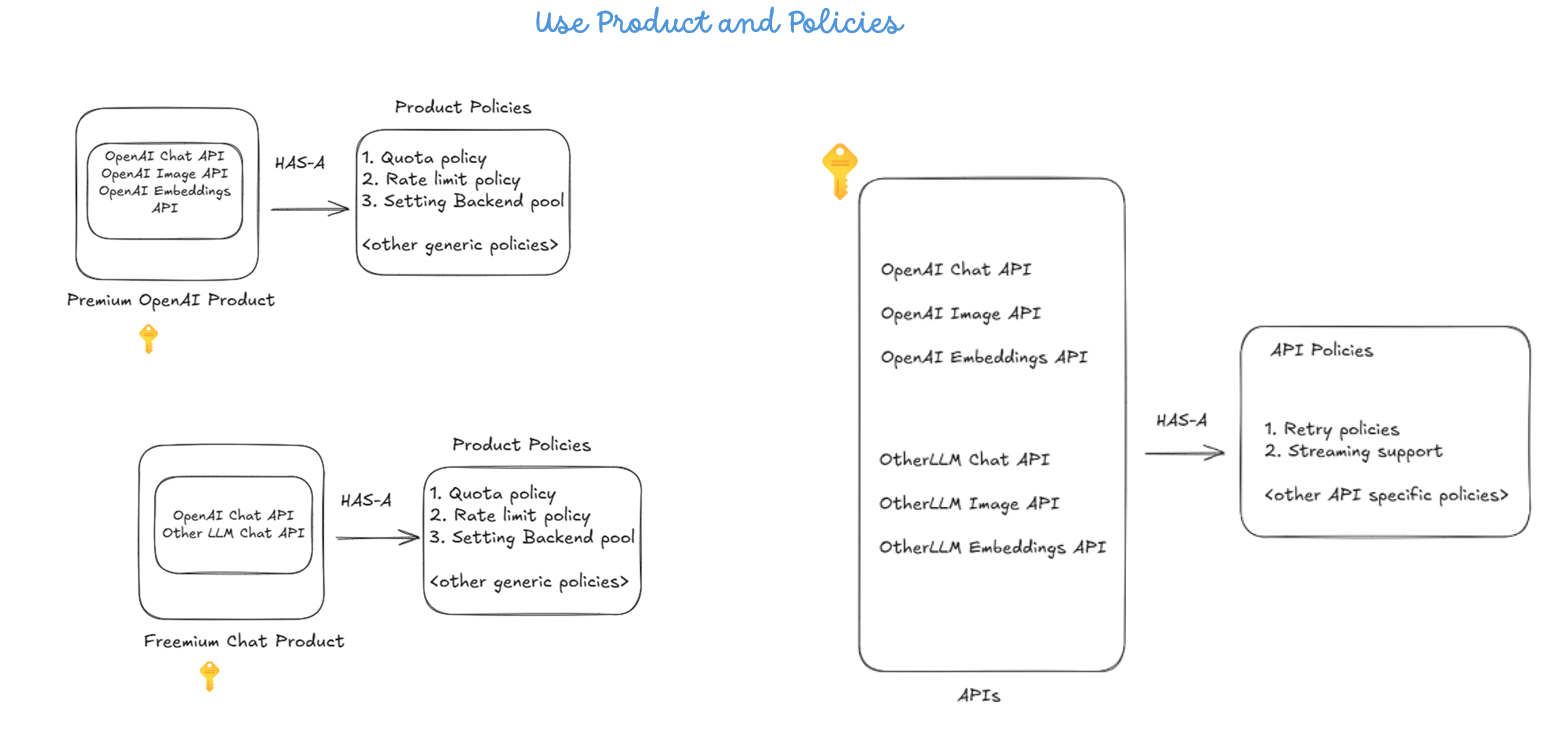 Use Product and Policies
Product Policies
OpenAI Chat API
OpenAI Image API
OpenAI Embeddings
API
HAS-A
1. Quota policy
2. Rate limit policy
3. Setting Backend pool
<other generic policies>
Premium OpenAI Product
Product Policies
OpenAI Chat API
Other LLM Chat API
HAS-A
1. Quota policy
2. Rate limit policy
3. Setting Backend pool
<other generic policies>
Freemium Chat Product
OpenAI Chat API
OpenAI Image API
OpenAI Embeddings API
OtherLLM Chat API
OtherLLM Image API
OtherLLM Embeddings API
APIs
HAS-A
API Policies
1. Retry policies
2. Streaming support
<other API specific policies>